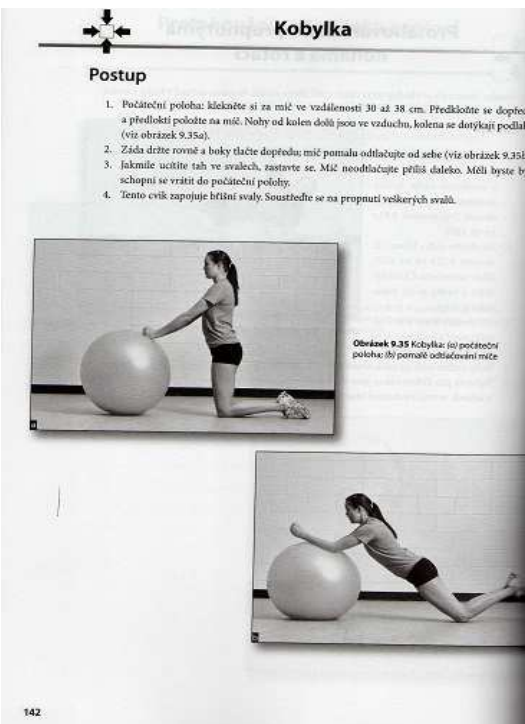 Kobylka
Postup
1. Počáteční poloha: klekněte si za míč ve vzdálenosti 30 až 38 cm. Předkloňte se
a předloktí položte na míč. Nohy od kolen dolů jsou ve vzduchu, kolena se dotýkají
(viz obrázek 9.35a).
2. Záda držte rovně a boky tlačte dopředu; míč pomalu odtlačujte od sebe (viz obrázek
3. Jakmile ucítíte tah ve svalech, zastavte se. Míč neodtlačujte příliš daleko. Měli byste
schopni se vrátit do počáteční polohy.
4. Tento cvik zapojuje břišní svaly. Soustřeďte se na propnutí veškerých svalů.
Obrázek 9.35 Kobylka: (a) počáteční
poloha; (b) pomalé odtlačování míče
a
b
142